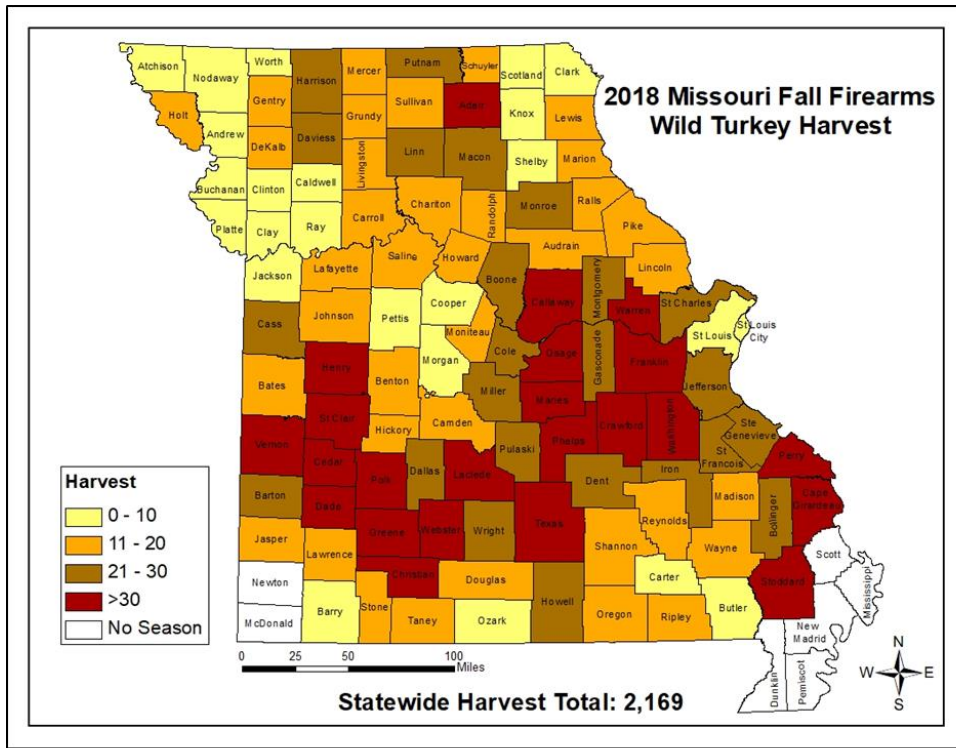 2018 Missouri Fall Firearms
Wild Turkey Harvest
Atchison
Nodaway
Worth
Harrison
Mercer
Putnam
Schuyler
Scotland
Clark
Holt
Gentry
Sullivan
Adair
Knox
Lewis
Andrew
DeKalb
Daviess
Grundy
Linn
Macon
Shelby
Marion
Buchanan
Clinton
Caldwell
Livingston
Chariton
Randolph
Monroe
Ralls
Pike
Platte
Clay
Ray
Carroll
Audrain
Jackson
Lafayette
Saline
Howard
Boone
Callaway
Montgomery
Lincoln
Warren
St Charles
St Louis
St Louis
City
Cass
Johnson
Pettis
Cooper
Moniteau
Cole
Osage
Gasconade
Franklin
Jefferson
Bates
Henry
Benton
Morgan
Miller
Maries
Vernon
St Clair
Hickory
Camden
Pulaski
Phelps
Crawford
Washington
Ste
Genevieve
St
Francois
Perry
Cedar
Polk
Dallas
Laclede
Dent
Iron
Madison
Bollinger
Cape
Girardeau
Barton
Dade
Greene
Webster
Wright
Texas
Reynolds
Wayne
Scott
Jasper
Lawrence
Christian
Douglas
Shannon
Carter
Stoddard
Mississippi
Newton
McDonald
Barry
Stone
Taney
Ozark
Howell
Oregon
Ripley
Butler
New
Madrid
Dunklin
Pemiscot
Harvest
0 - 10
11 - 20
21 - 30
>30
No Season
0 25 50 100
Miles
Statewide Harvest Total: 2,169
N
W E
S